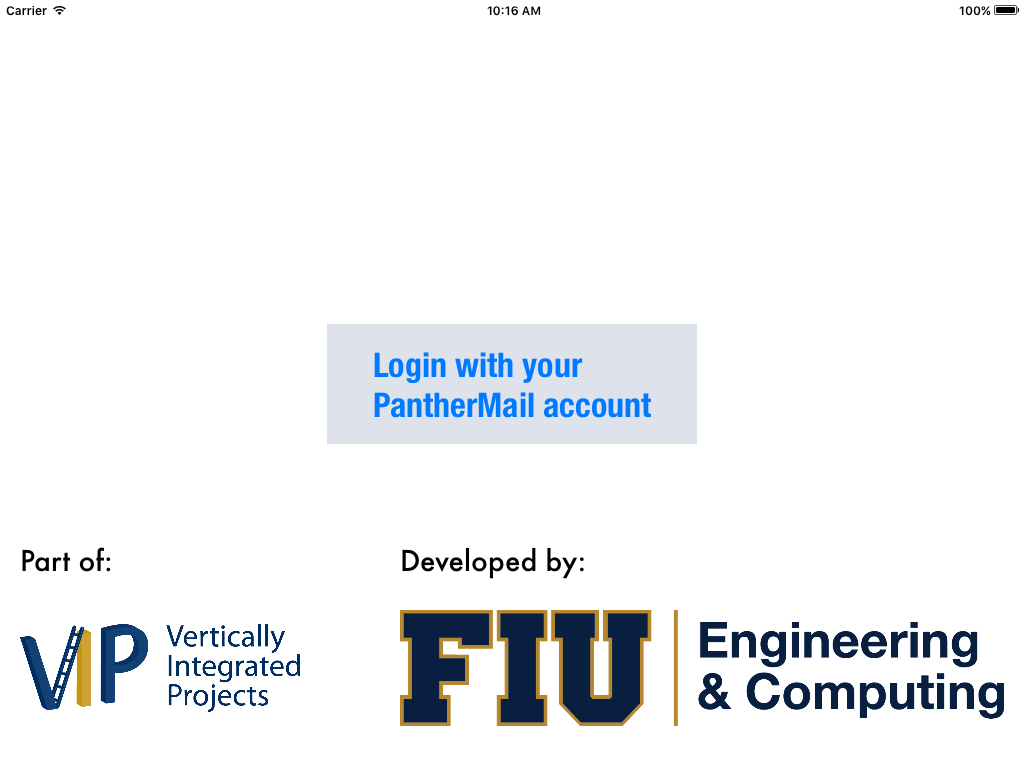 Carrier 10:16 AM 100%
Login with your
PantherMail account
Part of:
Developed by:
VIP
Vertically
Integrated
Projects
FIU
Engineering
& Computing